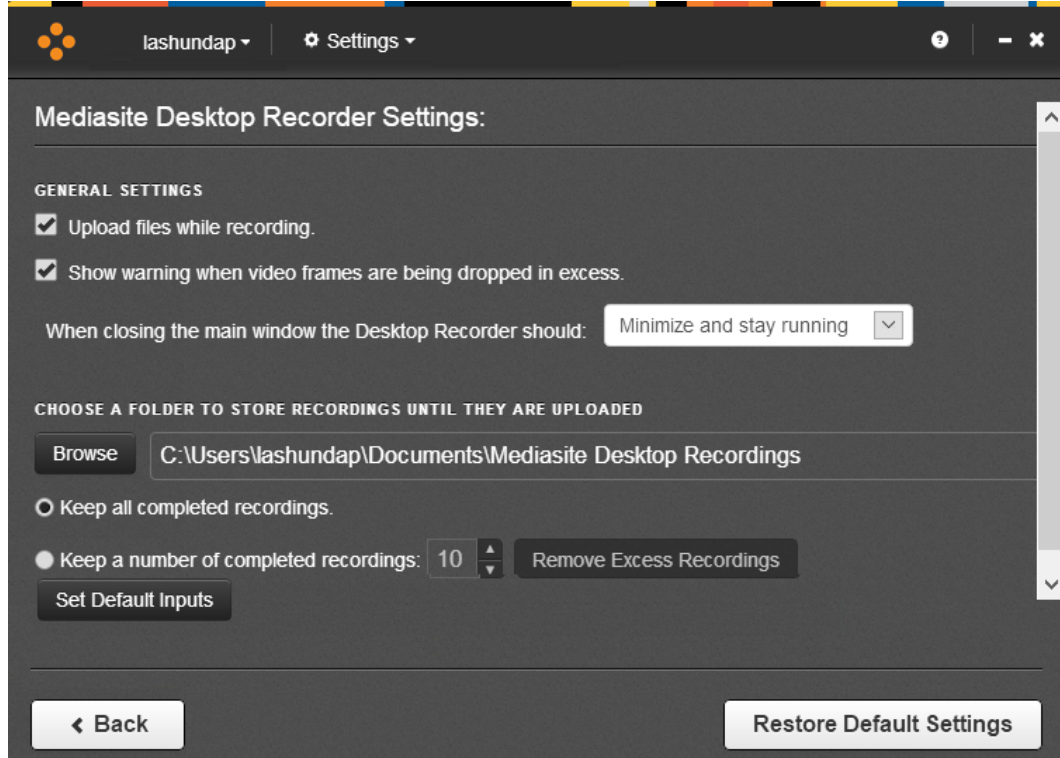 lashundap Settings
Mediasite Desktop Recorder Settings:
GENERAL SETTINGS
Upload files while recording.
Show warning when video frames are being dropped in excess.
When closing the main window the Desktop Recorder should: Minimize and stay running
CHOOSE A FOLDER TO STORE RECORDINGS UNTIL THEY ARE UPLOADED
Browse C:\Users\lashundap\Documents\Mediasite Desktop Recordings
Keep all completed recordings.
Keep a number of completed recordings: 10 Remove Excess Recordings
Set Default Inputs
Back Restore Default Settings